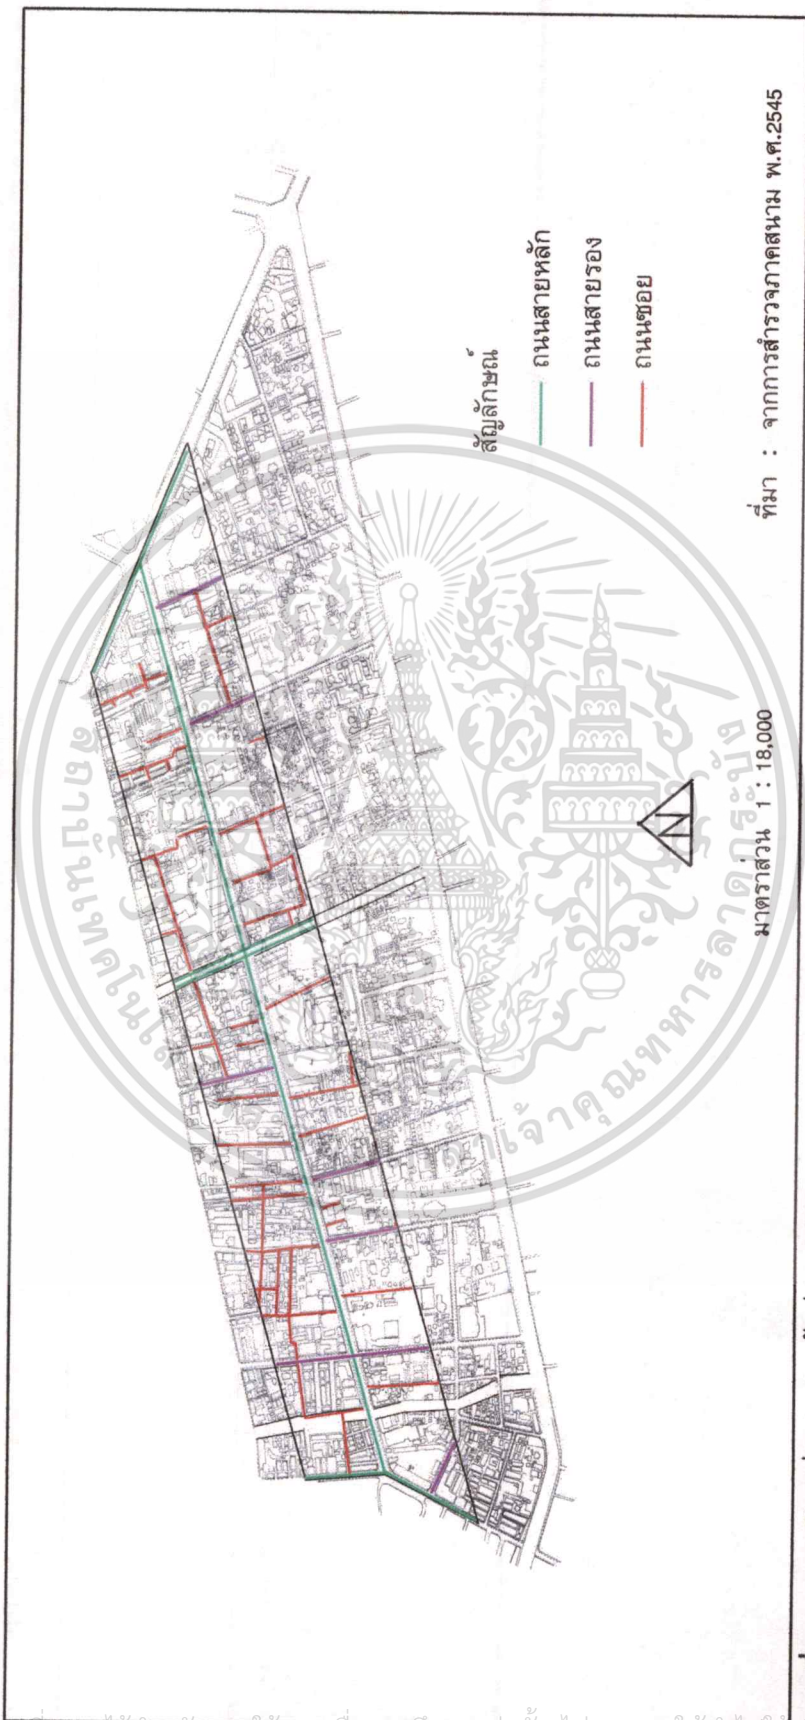 สัญลักษณ์
ถนนสายหลัก
ถนนสายรอง
ถนนซอย
N
มาตราส่วน 1 : 18,000
ที่มา : จากการสำรวจภาคสนาม พ.ศ.2545